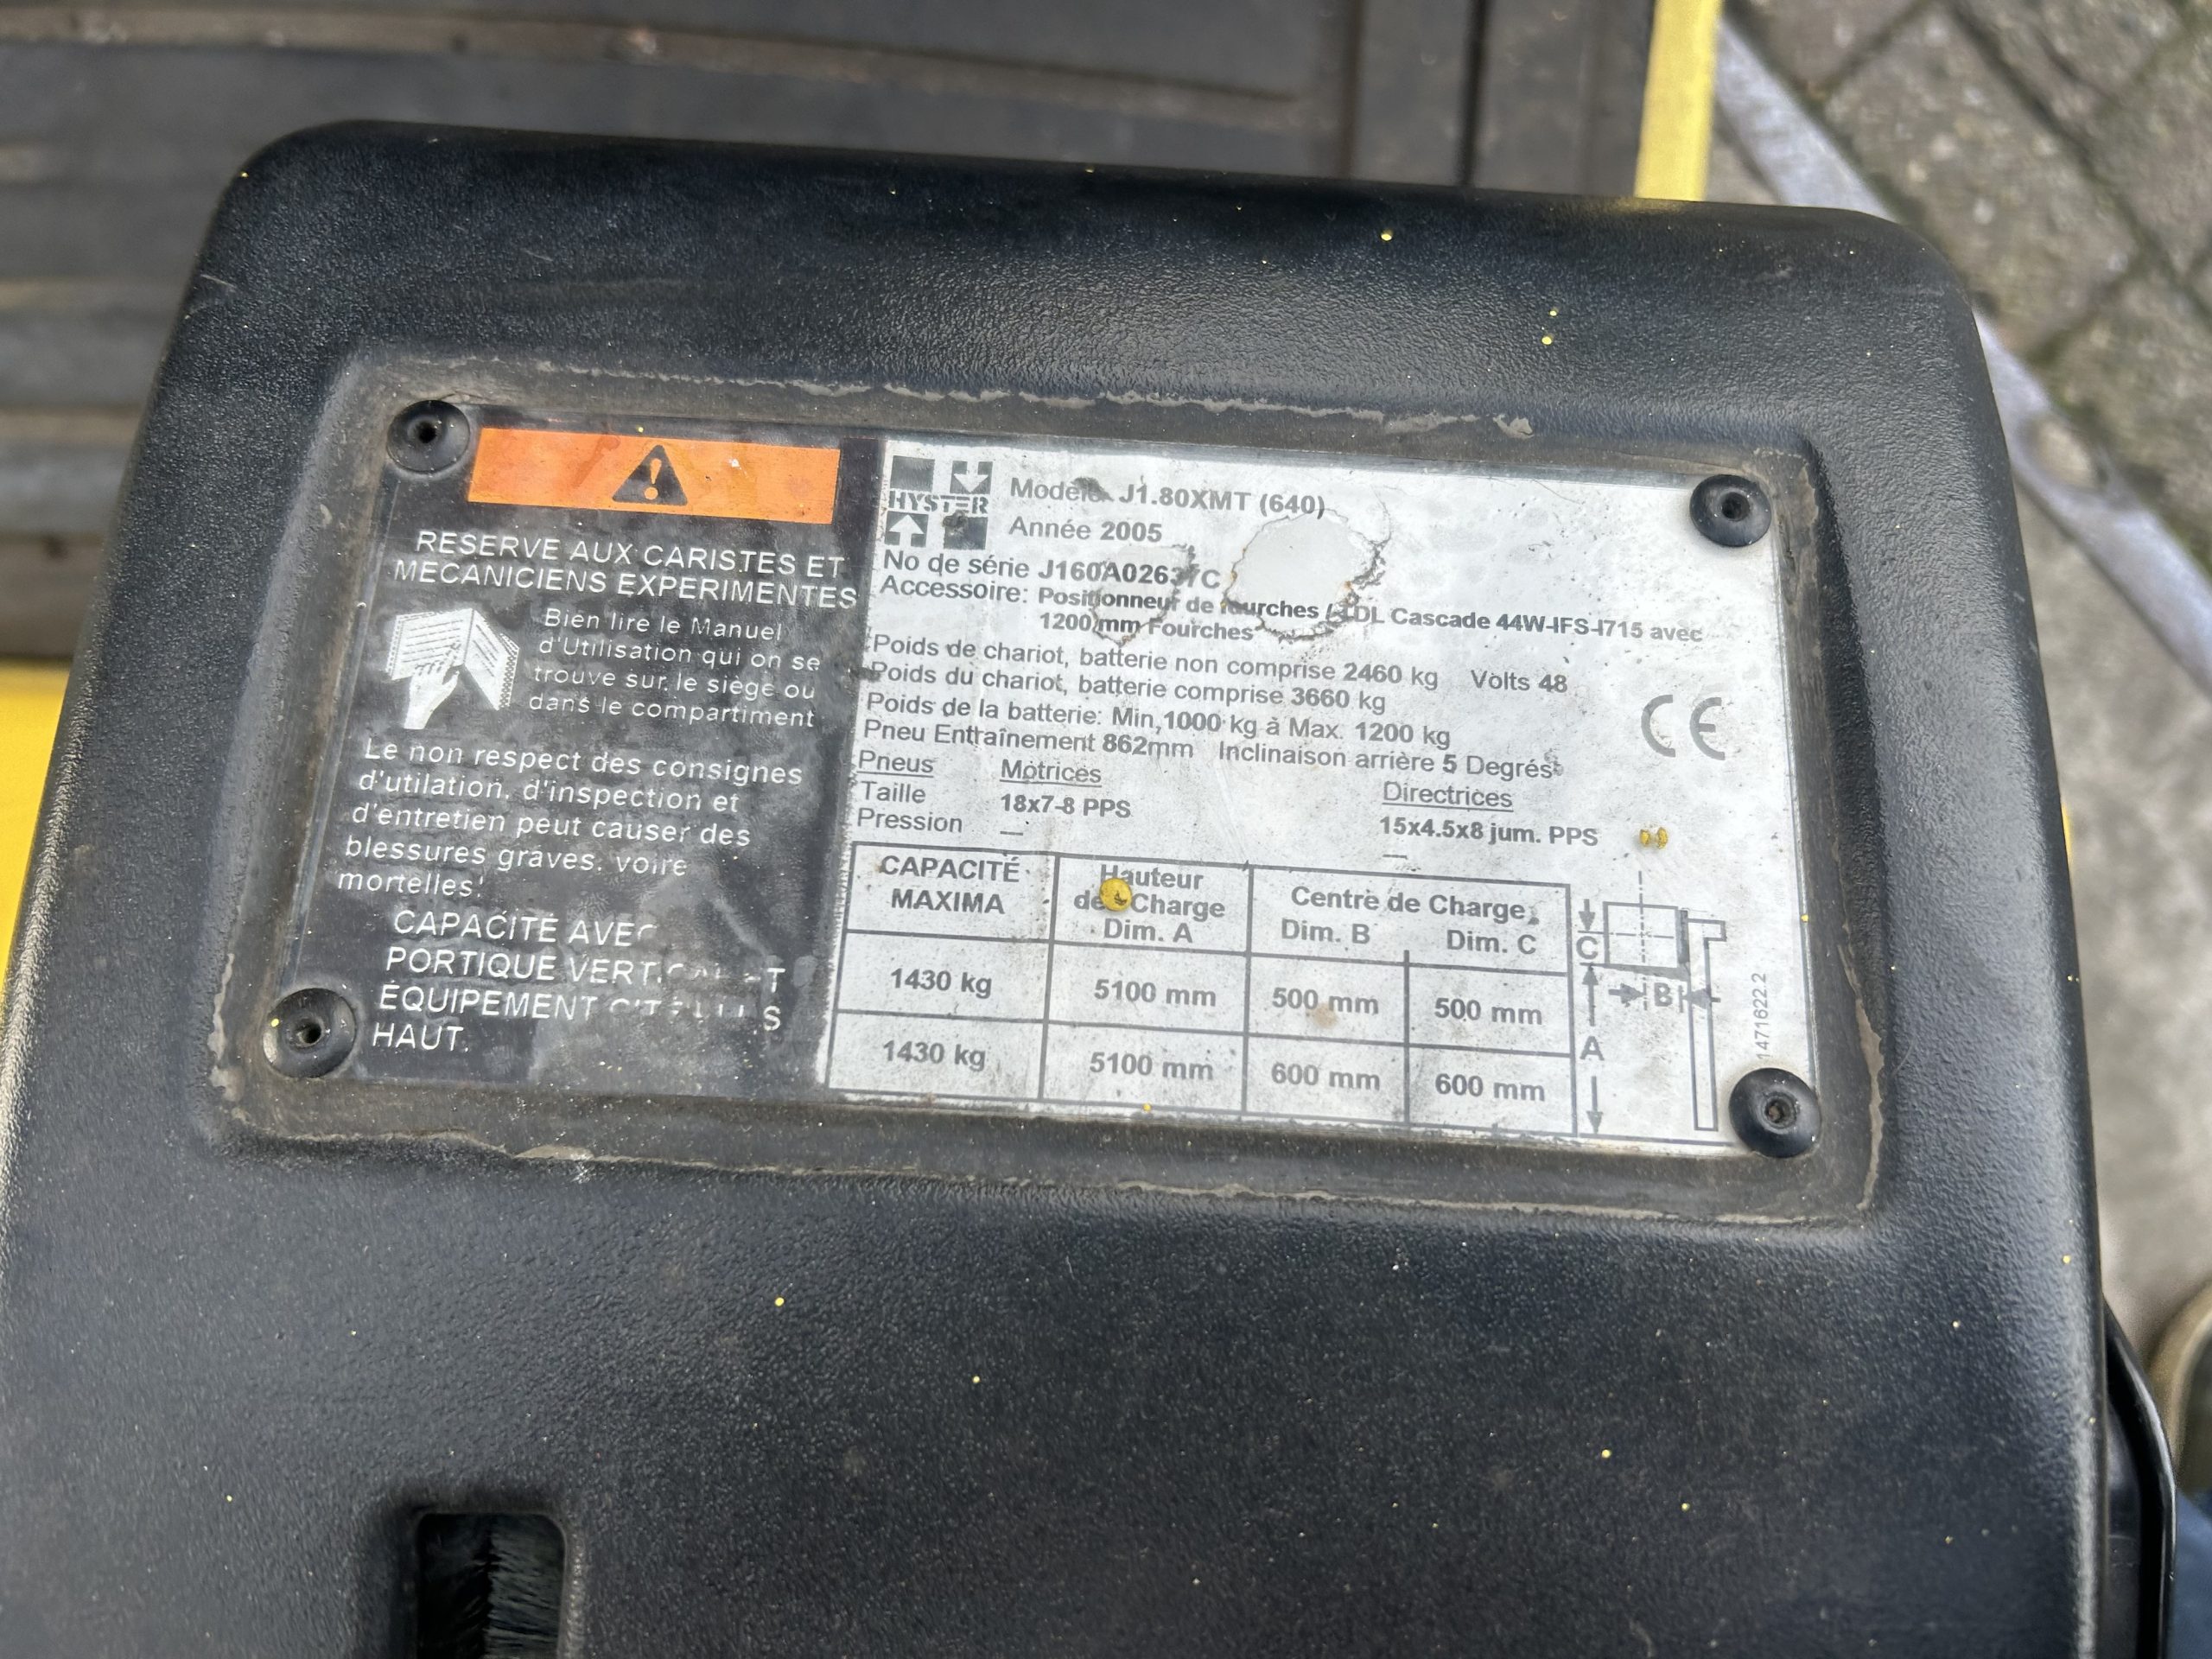 RESERVE AUX CARISTES ET
MECANICIENS EXPERIMENTES
Bien lire le Manuel
d'Utilisation qui on se
trouve sur le siège ou
dans le compartiment
Le non respect des consignes
d'utilation, d'inspection et
d'entretien peut causer des
blessures graves, voire
mortelles!
CAPACITÉ AVEC
PORTIQUE
ÉQUIPEMENT
HAUT.
HYSTER
Modèle J1.80XMT (640)
Année 2005
No de série
Accessoire: Positionneur de fourches Cascade 44W-IFS-I715 avec
1200 mm Fourches
Poids de chariot, batterie non comprise 2460 kg Volts 48
Poids du chariot, batterie comprise 3660 kg
Poids de la batterie: Min, 1000 kg à Max. 1200 kg
Pneu Entraînement 862mm Inclinaison arrière 5 Degrés
CE
Pneus Motrices Directrices
Taille 18x7-8 PPS 15x4.5x8 jum. PPS
Pression — —
CAPACITÉ
MAXIMA
Hauteur
de Charge
Dim. A
Centre de Charge
Dim. B Dim. C
1430 kg 5100 mm 500 mm 500 mm
1430 kg 5100 mm 600 mm 600 mm
C
B
A
1471622.2